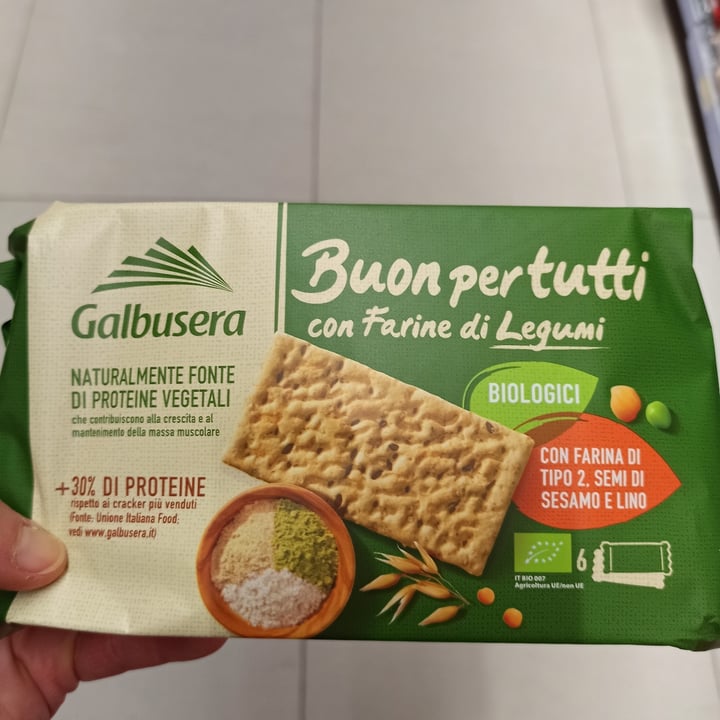 Galbusera
NATURALMENTE FONTE
DI PROTEINE VEGETALI
che contribuiscono alla crescita e al
mantenimento della massa muscolare
+30% DI PROTEINE
rispetto ai cracker più venduti
(Fonte: Unione Italiana Food;
vedi www.galbusera.it)
Buon per tutti
con Farine di Legumi
BIOLOGICI
CON FARINA DI
TIPO 2, SEMI DI
SESAMO E LINO
6
IT BIO 007
Agricoltura UE/non UE